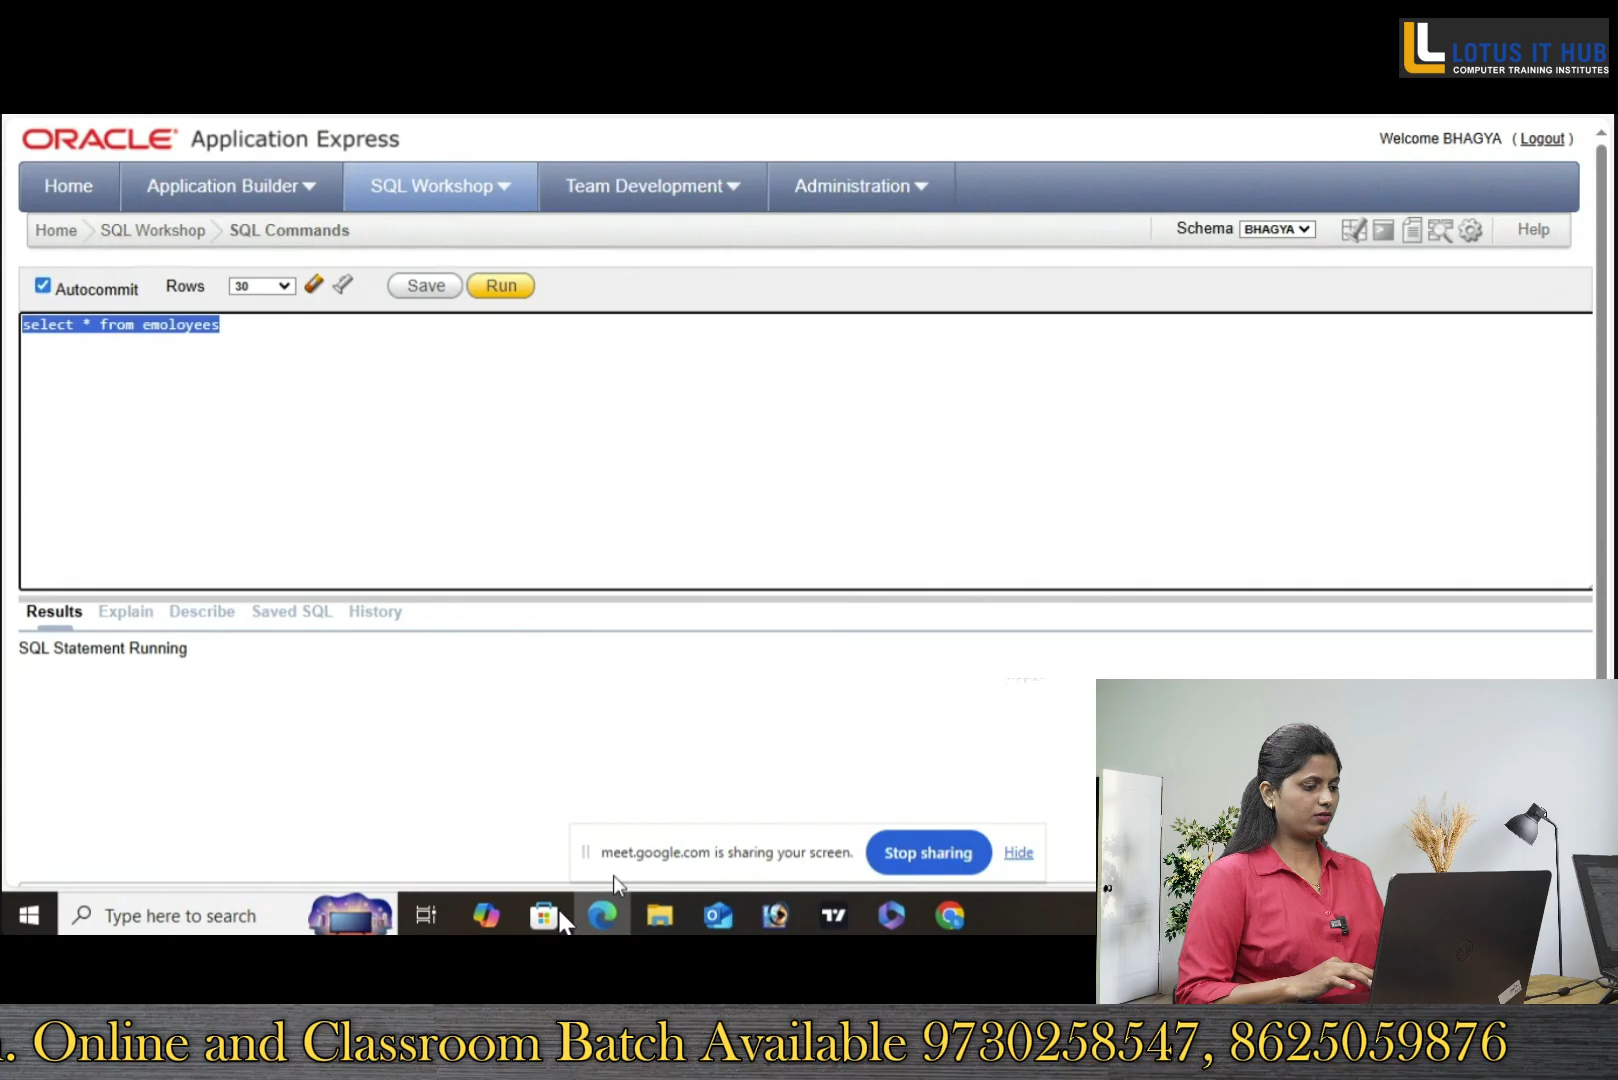 LOTUS IT HUB
COMPUTER TRAINING INSTITUTES
ORACLE Application Express
Welcome BHAGYA ( Logout )
Home Application Builder SQL Workshop Team Development Administration
Home SQL Workshop SQL Commands Schema BHAGYA Help
Autocommit Rows 30 Save Run
select * from emoloyees
Results Explain Describe Saved SQL History
SQL Statement Running
meet.google.com is sharing your screen. Stop sharing Hide
Type here to search
. Online and Classroom Batch Available 9730258547, 8625059876